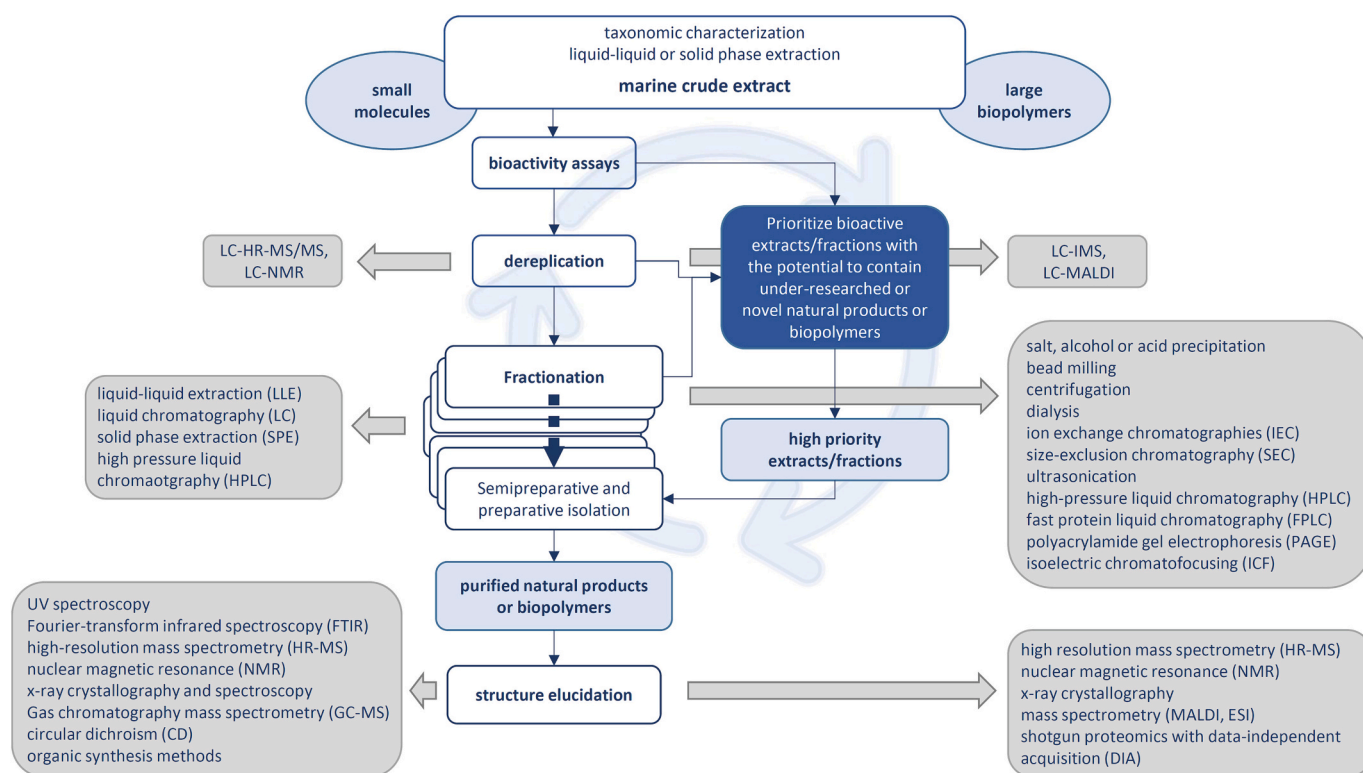 taxonomic characterization
liquid-liquid or solid phase extraction
marine crude extract
small
molecules
large
biopolymers
bioactivity assays
Prioritize bioactive
extracts/fractions with
the potential to contain
under-researched or
novel natural products or
biopolymers
LC-HR-MS/MS,
LC-NMR
dereplication
LC-IMS,
LC-MALDI
Fractionation
liquid-liquid extraction (LLE)
liquid chromatography (LC)
solid phase extraction (SPE)
high pressure liquid
chromaotgraphy (HPLC)
salt, alcohol or acid precipitation
bead milling
centrifugation
dialysis
ion exchange chromatographies (IEC)
size-exclusion chromatography (SEC)
ultrasonication
high-pressure liquid chromatography (HPLC)
fast protein liquid chromatography (FPLC)
polyacrylamide gel electrophoresis (PAGE)
isoelectric chromatofocusing (ICF)
high priority
extracts/fractions
Semipreparative and
preparative isolation
purified natural products
or biopolymers
UV spectroscopy
Fourier-transform infrared spectroscopy (FTIR)
high-resolution mass spectrometry (HR-MS)
nuclear magnetic resonance (NMR)
x-ray crystallography and spectroscopy
Gas chromatography mass spectrometry (GC-MS)
circular dichroism (CD)
organic synthesis methods
structure elucidation
high resolution mass spectrometry (HR-MS)
nuclear magnetic resonance (NMR)
x-ray crystallography
mass spectrometry (MALDI, ESI)
shotgun proteomics with data-independent
acquisition (DIA)